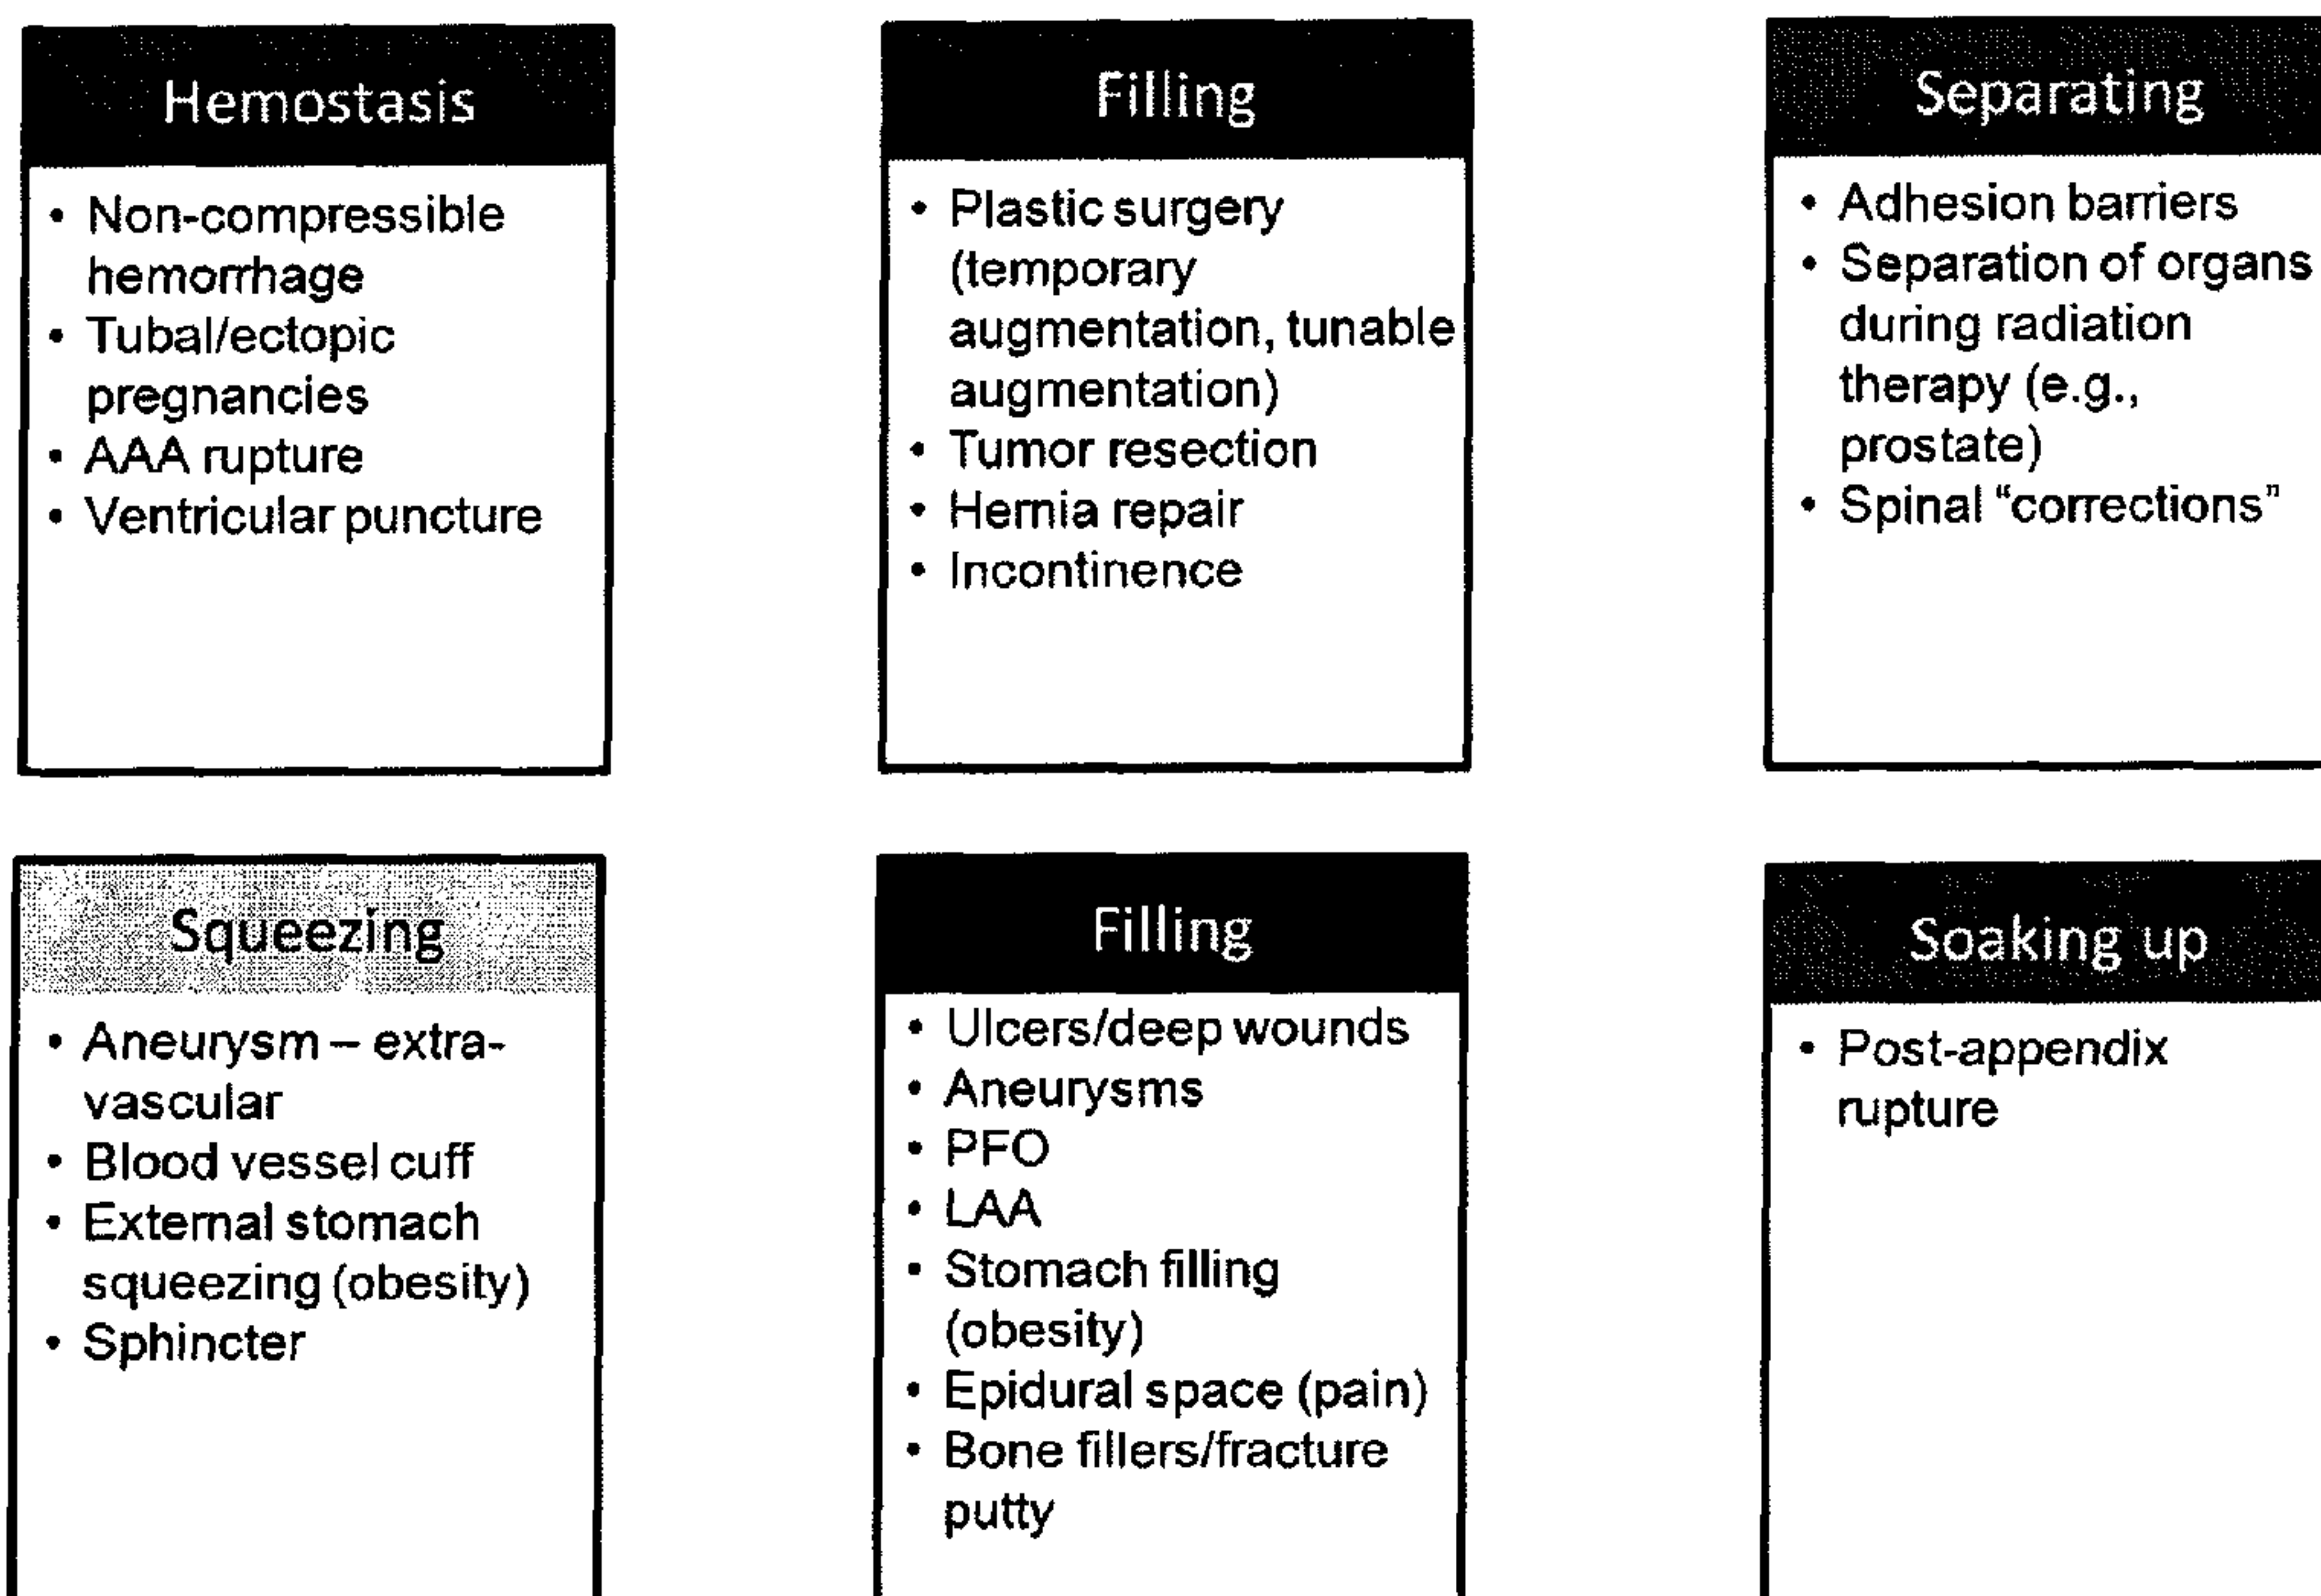 Hemostasis
• Non-compressible
hemorrhage
• Tubal/ectopic
pregnancies
• AAA rupture
• Ventricular puncture
Filling
• Plastic surgery
(temporary
augmentation, tunable
augmentation)
• Tumor resection
• Hernia repair
• Incontinence
Separating
• Adhesion barriers
• Separation of organs
during radiation
therapy (e.g.,
prostate)
• Spinal “corrections”
Squeezing
• Aneurysm – extra-
vascular
• Blood vessel cuff
• External stomach
squeezing (obesity)
• Sphincter
Filling
• Ulcers/deep wounds
• Aneurysms
• PFO
• LAA
• Stomach filling
(obesity)
• Epidural space (pain)
• Bone fillers/fracture
putty
Soaking up
• Post-appendix
rupture